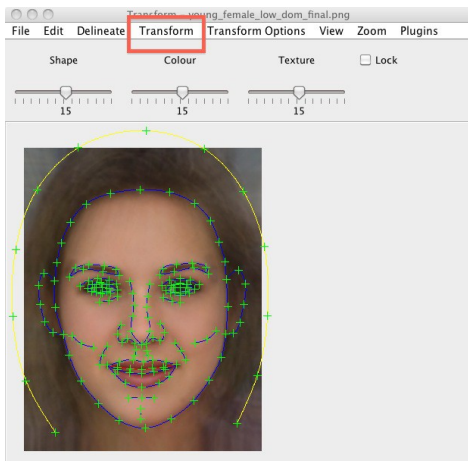 Transform – young_female_low_dom_final.png
File Edit Delineate Transform Transform Options View Zoom Plugins
Shape Colour Texture Lock
15 15 15